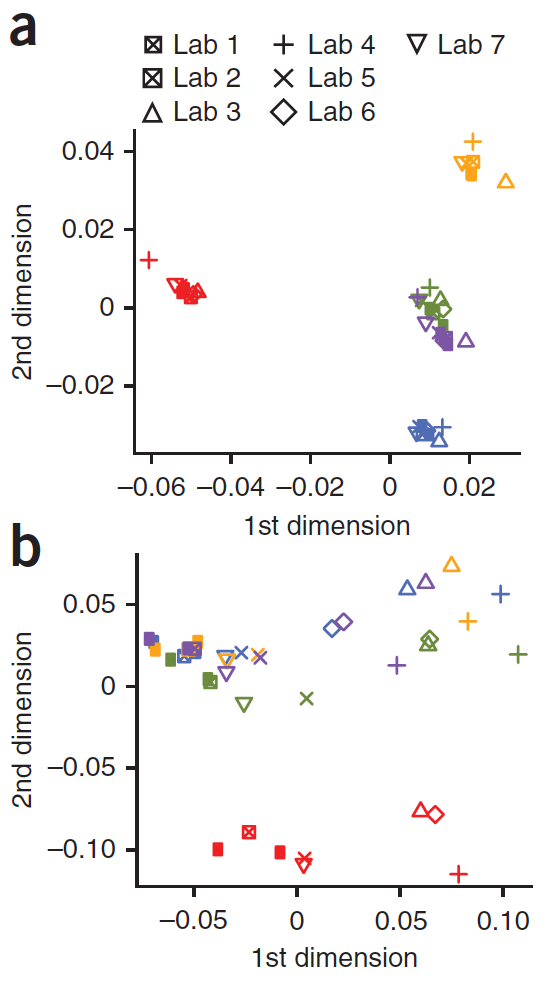 a
Lab 1 Lab 4 Lab 7
Lab 2 Lab 5
Lab 3 Lab 6
0.04
0.02
0
−0.02
2nd dimension
−0.06 −0.04 −0.02 0 0.02
1st dimension
b
0.05
0
−0.05
−0.10
2nd dimension
−0.05 0 0.05 0.10
1st dimension